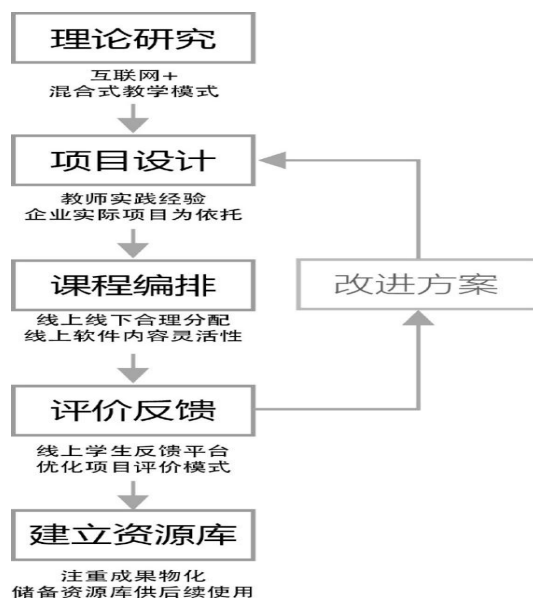 理论研究
互联网+
混合式教学模式
项目设计
教师实践经验
企业实际项目为依托
课程编排
改进方案
线上线下合理分配
线上软件内容灵活性
评价反馈
线上学生反馈平台
优化项目评价模式
建立资源库
注重成果物化
储备资源库供后续使用